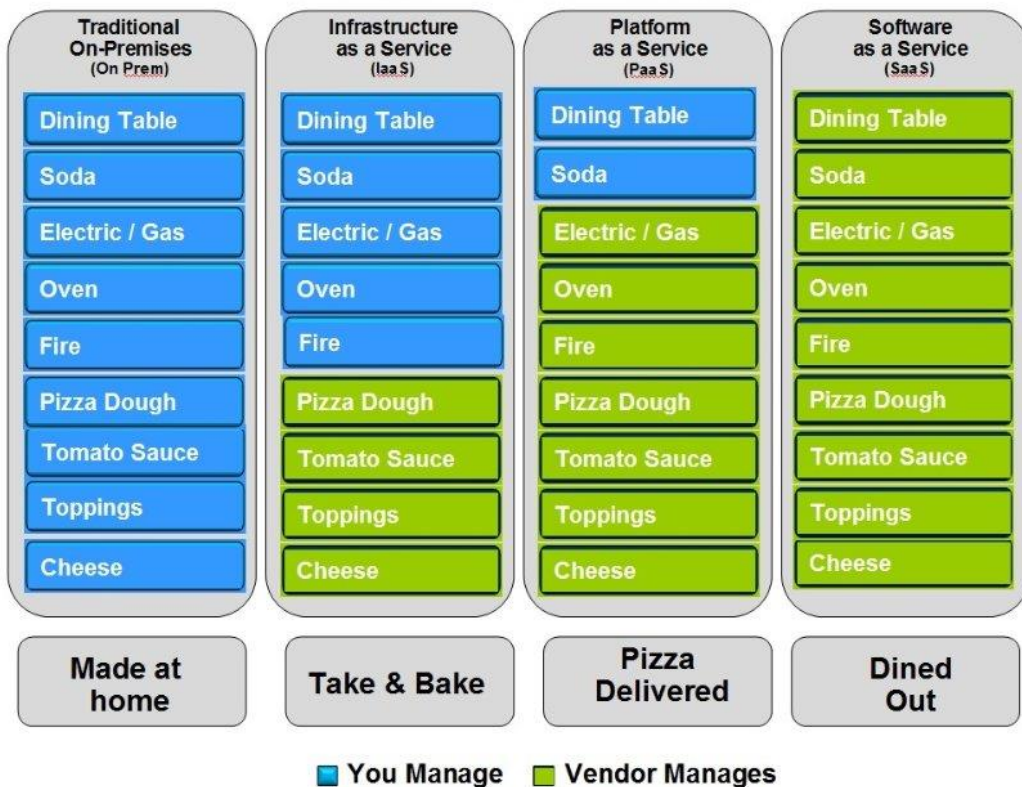 Traditional
On-Premises
(On Prem)
Dining Table
Soda
Electric / Gas
Oven
Fire
Pizza Dough
Tomato Sauce
Toppings
Cheese
Made at
home
Infrastructure
as a Service
(IaaS)
Dining Table
Soda
Electric / Gas
Oven
Fire
Pizza Dough
Tomato Sauce
Toppings
Cheese
Take & Bake
Platform
as a Service
(PaaS)
Dining Table
Soda
Electric / Gas
Oven
Fire
Pizza Dough
Tomato Sauce
Toppings
Cheese
Pizza
Delivered
Software
as a Service
(SaaS)
Dining Table
Soda
Electric / Gas
Oven
Fire
Pizza Dough
Tomato Sauce
Toppings
Cheese
Dined
Out
You Manage
Vendor Manages